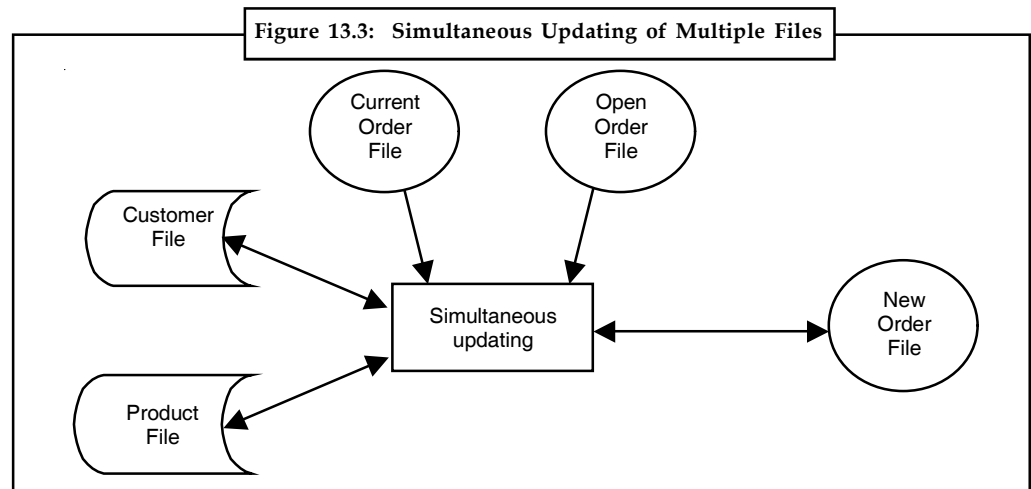 Figure 13.3: Simultaneous Updating of Multiple Files
Current
Order
File
Open
Order
File
Customer
File
Simultaneous
updating
New
Order
File
Product
File